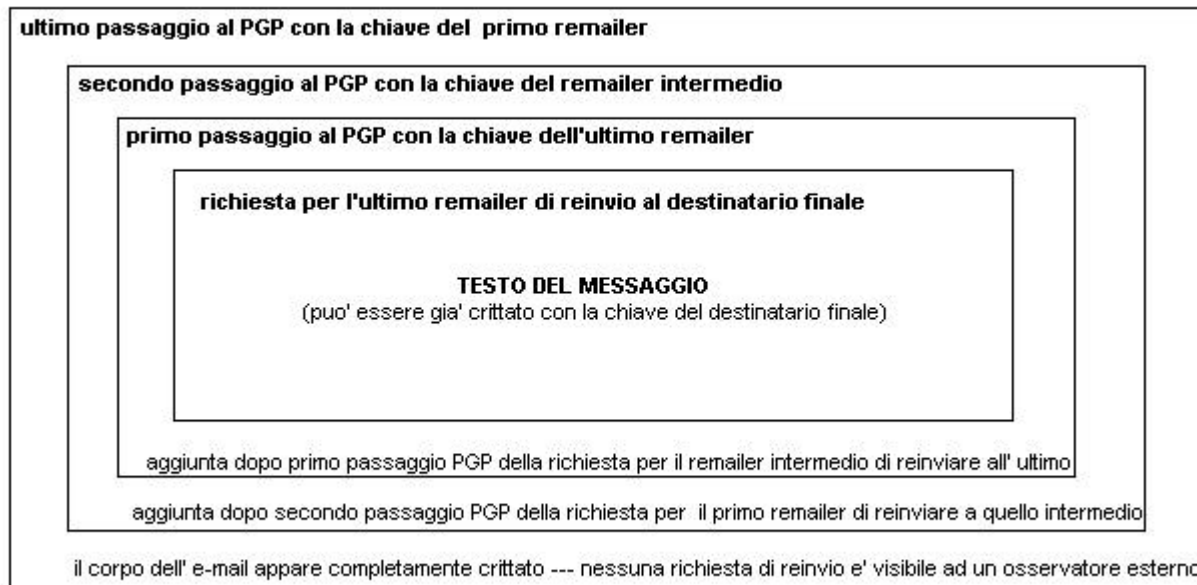 ultimo passaggio al PGP con la chiave del primo remailer
secondo passaggio al PGP con la chiave del remailer intermedio
primo passaggio al PGP con la chiave dell'ultimo remailer
richiesta per l'ultimo remailer di reinvio al destinatario finale
TESTO DEL MESSAGGIO
(puo' essere gia' crittato con la chiave del destinatario finale)
aggiunta dopo primo passaggio PGP della richiesta per il remailer intermedio di reinviare all' ultimo
aggiunta dopo secondo passaggio PGP della richiesta per il primo remailer di reinviare a quello intermedio
il corpo dell' e-mail appare completamente crittato --- nessuna richiesta di reinvio e' visibile ad un osservatore esterno